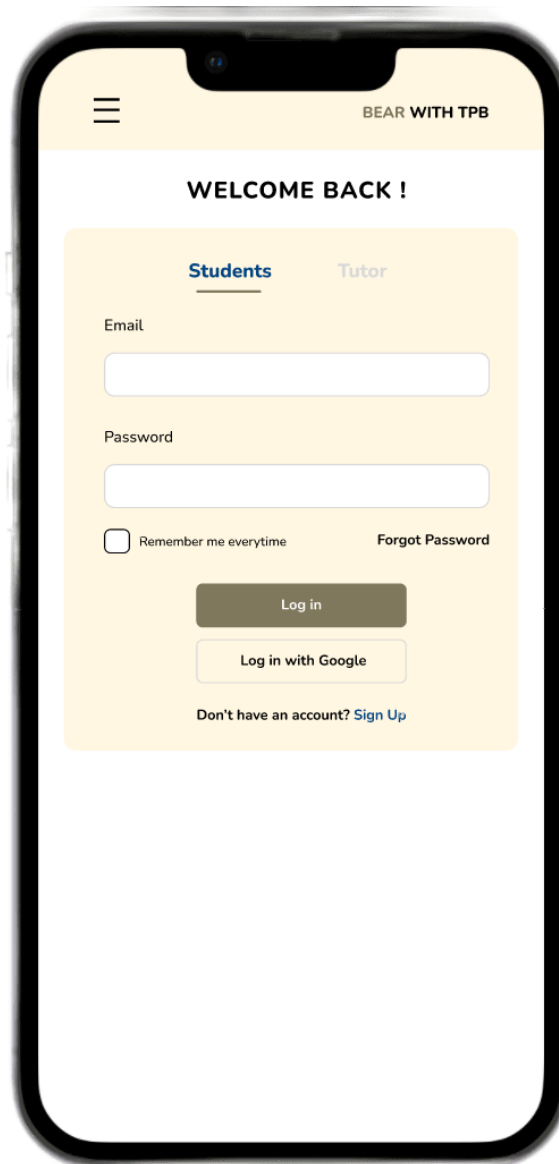 BEAR WITH TPB
WELCOME BACK !
Students Tutor
Email
Password
Remember me everytime Forgot Password
Log in
Log in with Google
Don't have an account? Sign Up